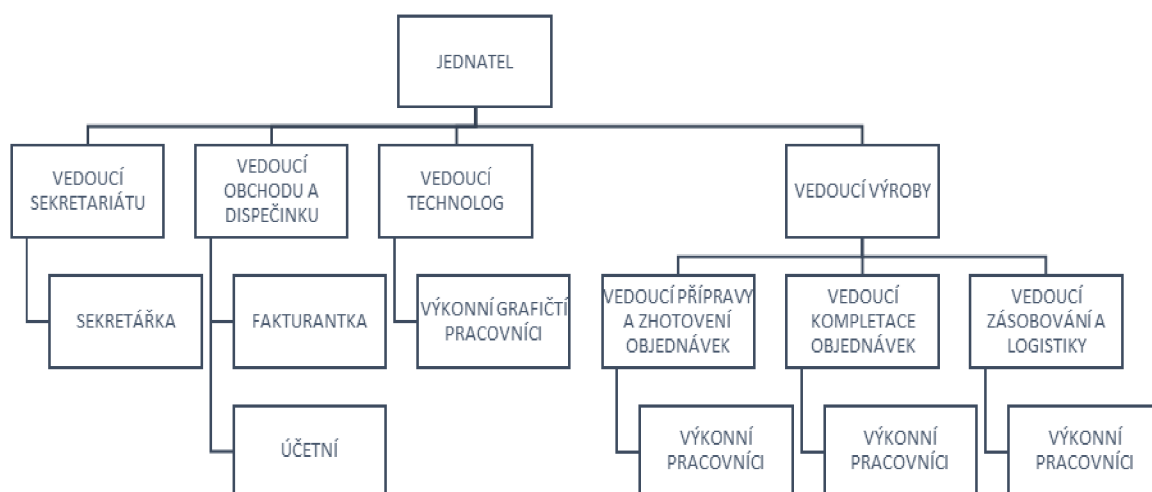 JEDNATEL
VEDOUCÍ
SEKRETARIÁTU
VEDOUCÍ
OBCHODU A
DISPEČINKU
VEDOUCÍ
TECHNOLOG
VEDOUCÍ VÝROBY
SEKRETÁŘKA
FAKTURANTKA
VÝKONNÍ GRAFIČTÍ
PRACOVNÍCI
VEDOUCÍ PŘÍPRAVY
A ZHOTOVENÍ
OBJEDNÁVEK
VEDOUCÍ
KOMPLETACE
OBJEDNÁVEK
VEDOUCÍ
ZÁSOBOVÁNÍ A
LOGISTIKY
ÚČETNÍ
VÝKONNÍ
PRACOVNÍCI
VÝKONNÍ
PRACOVNÍCI
VÝKONNÍ
PRACOVNÍCI